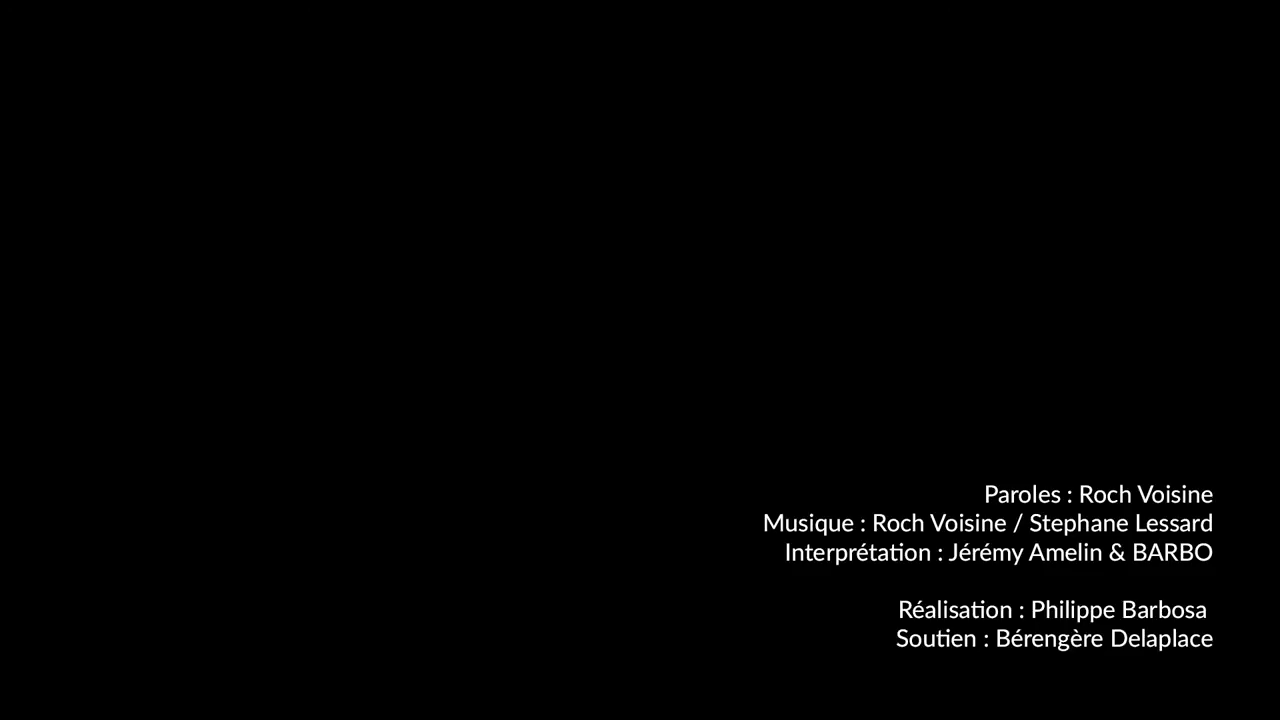 Paroles : Roch Voisine
Musique : Roch Voisine / Stephane Lessard
Interprétation : Jérémy Amelin & BARBO
Réalisation : Philippe Barbosa
Soutien : Bérengère Delaplace